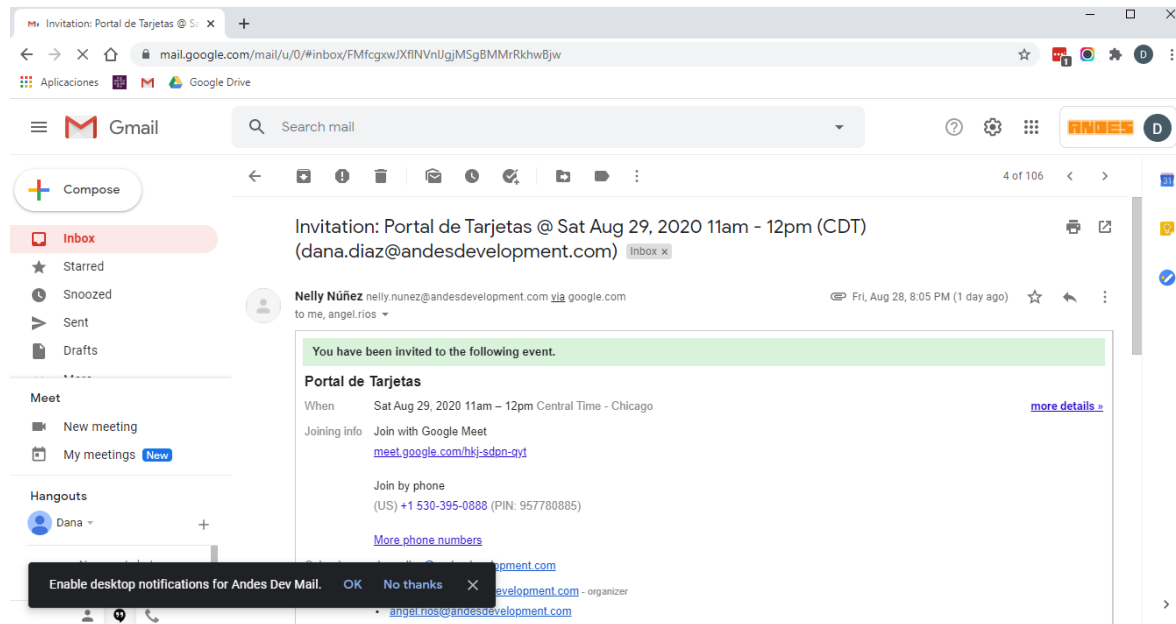 Invitation: Portal de Tarjetas @ Sa
mail.google.com/mail/u/0/#inbox/FMfcgxwJXflNVnlJgjMSgBMMrRkhwBjw
1
D
Aplicaciones
Google Drive
Gmail
Search mail
ANDES
D
Compose
4 of 106
31
Inbox
Starred
Snoozed
Sent
Drafts
More
Invitation: Portal de Tarjetas @ Sat Aug 29, 2020 11am - 12pm (CDT)
(dana.diaz@andesdevelopment.com) Inbox x
Nelly Núñez nelly.nunez@andesdevelopment.com via google.com
Fri, Aug 28, 8:05 PM (1 day ago)
to me, angel.rios
You have been invited to the following event.
Portal de Tarjetas
When Sat Aug 29, 2020 11am – 12pm Central Time - Chicago
more details »
Joining info Join with Google Meet
meet.google.com/hkj-sdpn-qyt
Join by phone
(US) +1 530-395-0888 (PIN: 957780885)
More phone numbers
Meet
New meeting
My meetings New
Hangouts
Dana
evelopment.com - organizer
angel.rios@andesdevelopment.com
Enable desktop notifications for Andes Dev Mail. OK No thanks